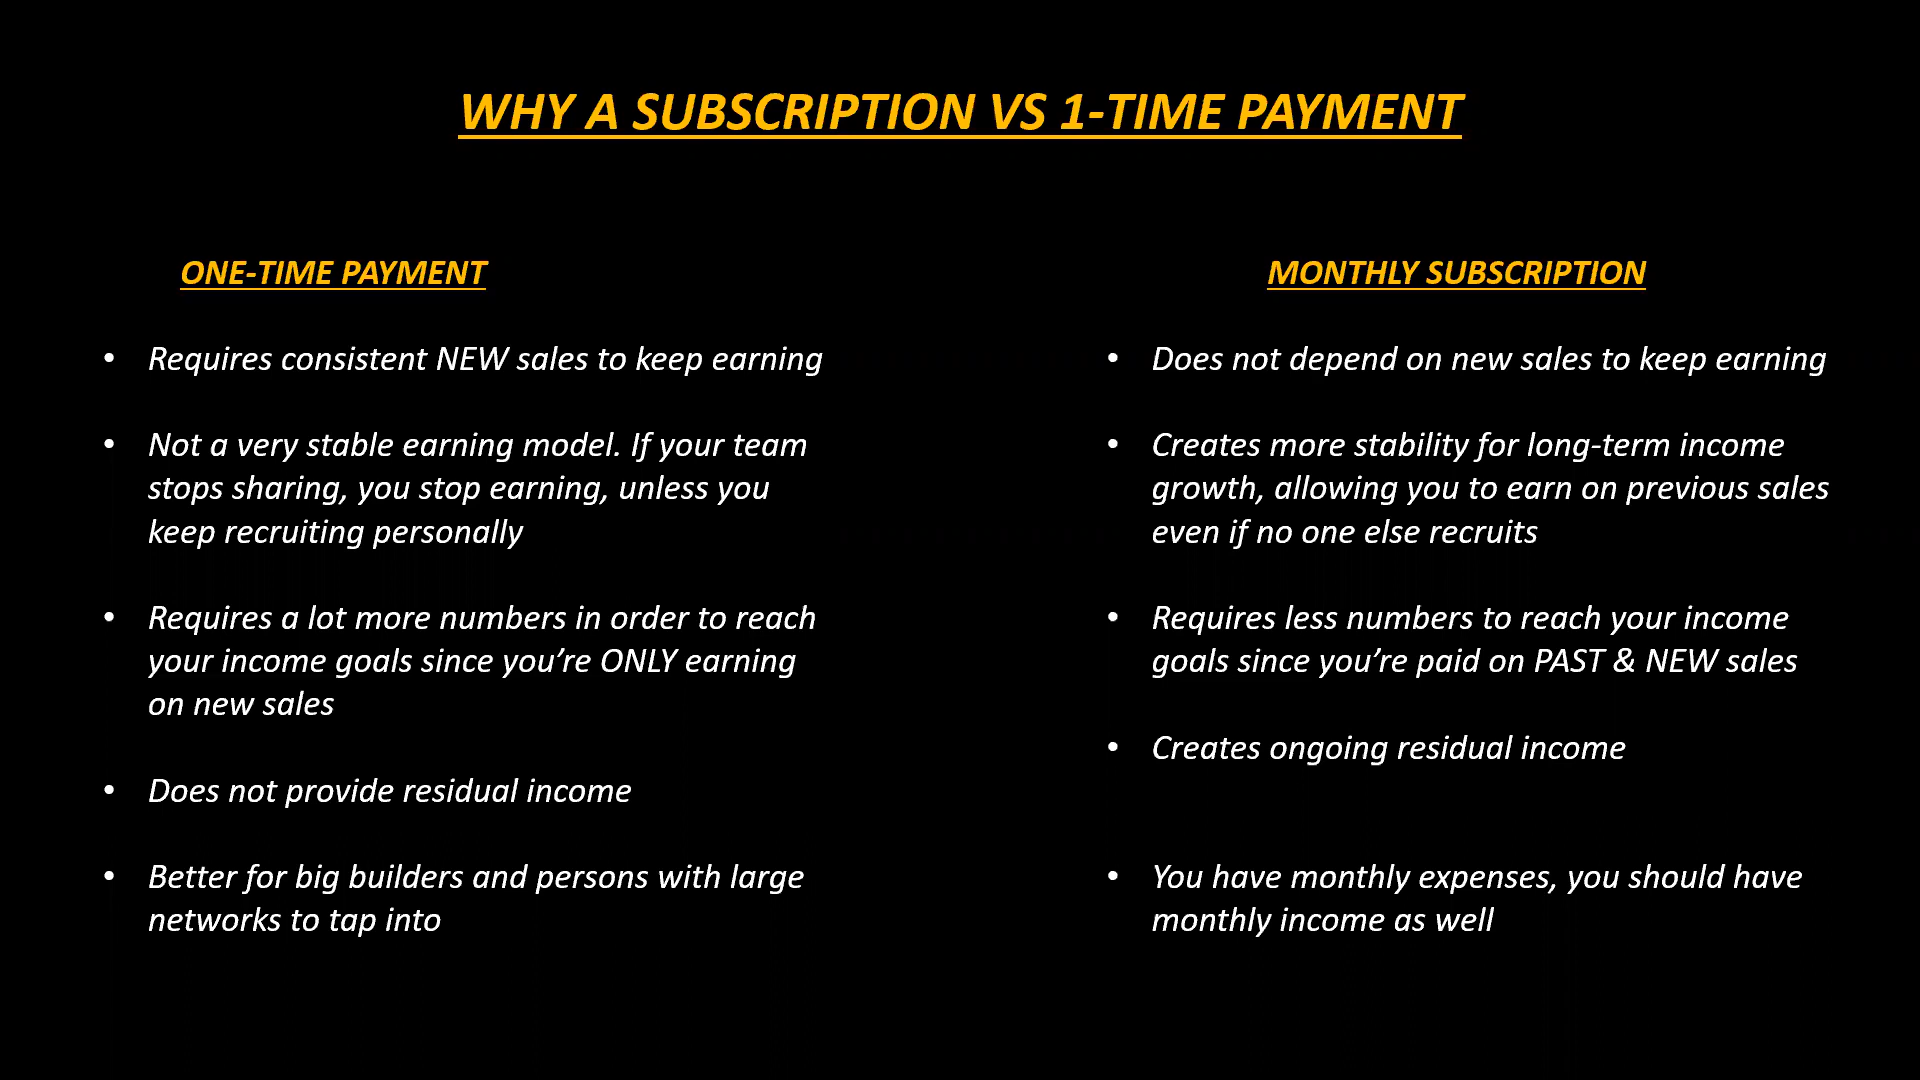 WHY A SUBSCRIPTION VS 1-TIME PAYMENT
ONE-TIME PAYMENT
• Requires consistent NEW sales to keep earning
• Not a very stable earning model. If your team
stops sharing, you stop earning, unless you
keep recruiting personally
• Requires a lot more numbers in order to reach
your income goals since you’re ONLY earning
on new sales
• Does not provide residual income
• Better for big builders and persons with large
networks to tap into
MONTHLY SUBSCRIPTION
• Does not depend on new sales to keep earning
• Creates more stability for long-term income
growth, allowing you to earn on previous sales
even if no one else recruits
• Requires less numbers to reach your income
goals since you’re paid on PAST & NEW sales
• Creates ongoing residual income
• You have monthly expenses, you should have
monthly income as well